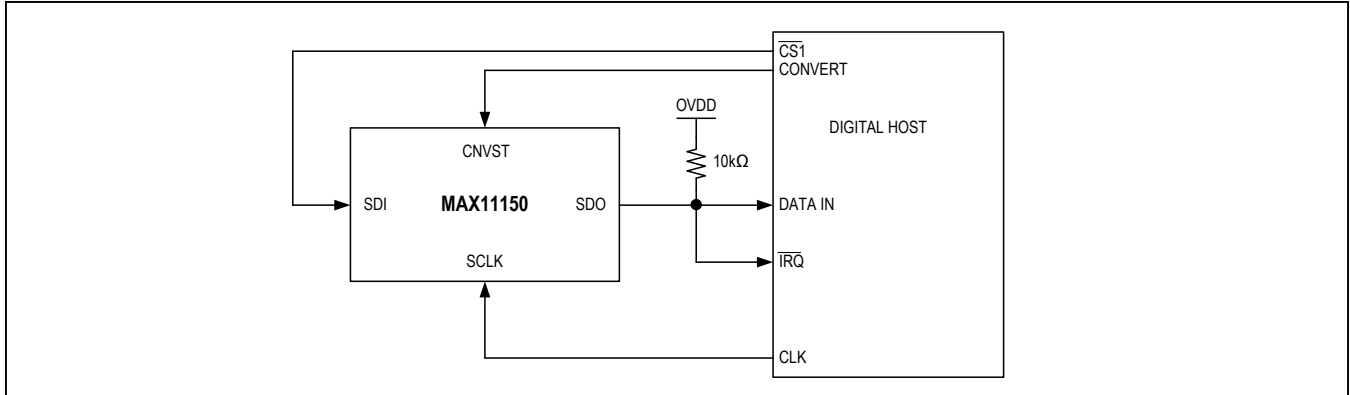 CS1
CONVERT
OVDD
DIGITAL HOST
CNVST
10kΩ
SDI
MAX11150
SDO
DATA IN
SCLK
IRQ
CLK